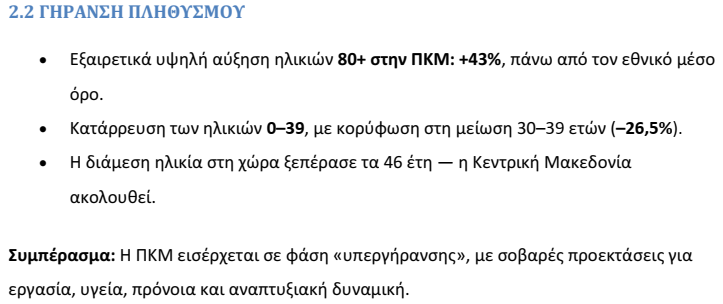 2.2 ΓΗΡΑΝΣΗ ΠΛΗΘΥΣΜΟΥ
• Εξαιρετικά υψηλή αύξηση ηλικιών 80+ στην ΠΚΜ: +43%, πάνω από τον εθνικό μέσο
όρο.
• Κατάρρευση των ηλικιών 0–39, με κορύφωση στη μείωση 30–39 ετών (–26,5%).
• Η διάμεση ηλικία στη χώρα ξεπέρασε τα 46 έτη — η Κεντρική Μακεδονία
ακολουθεί.
Συμπέρασμα: Η ΠΚΜ εισέρχεται σε φάση «υπεργήρανσης», με σοβαρές προεκτάσεις για
εργασία, υγεία, πρόνοια και αναπτυξιακή δυναμική.